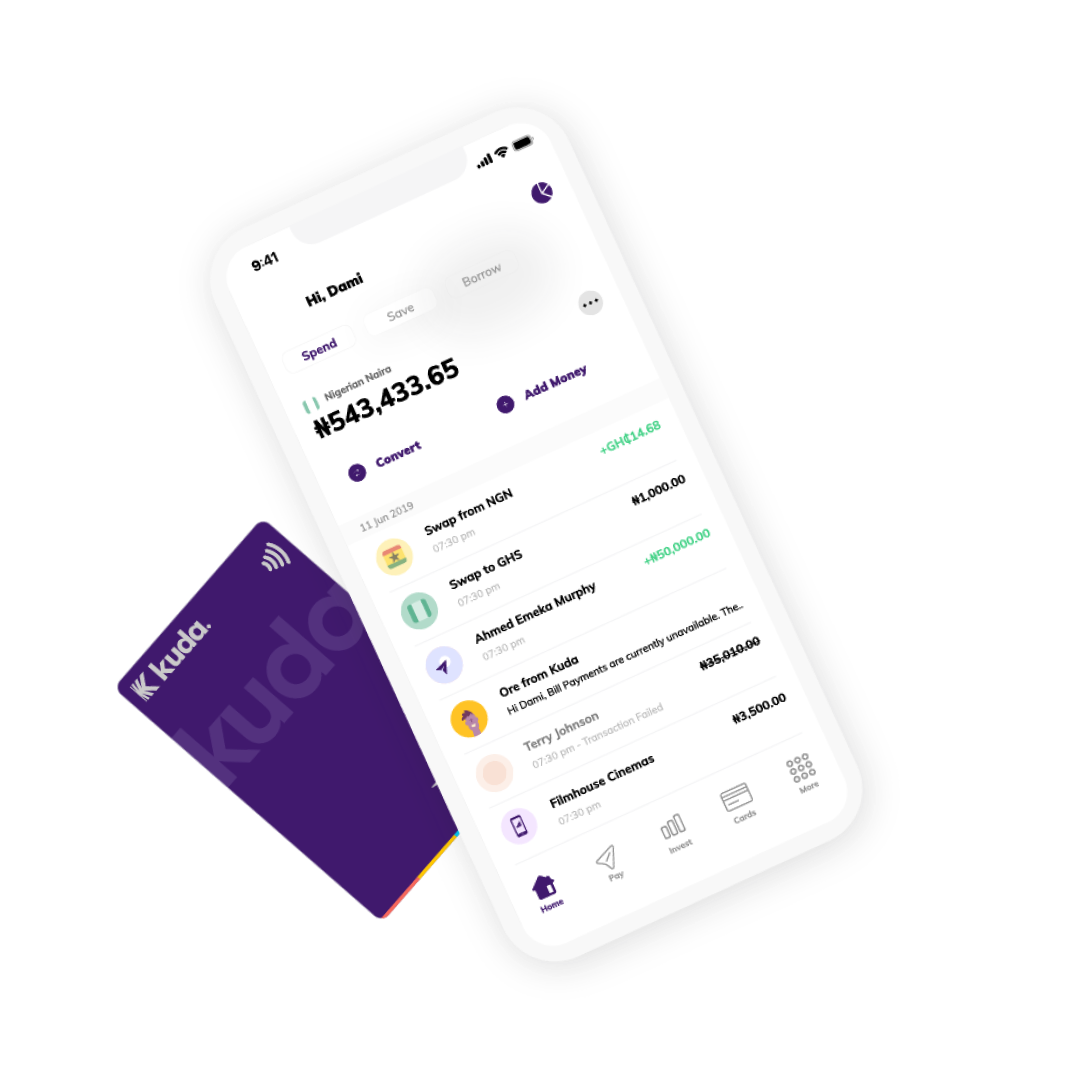 9:41
Hi, Dami
Spend
Save
Borrow
Nigerian Naira
₦543,433.65
Convert
Add Money
11 Jun 2019
Swap from NGN
+GH₵14.68
07:30 pm
Swap to GHS
₦1,000.00
07:30 pm
Ahmed Emeka Murphy
+₦50,000.00
07:30 pm
Ore from Kuda
Hi Dami, Bill Payments are currently unavailable. The..
Terry Johnson
₦35,010.00
07:30 pm - Transaction Failed
Filmhouse Cinemas
₦3,500.00
07:30 pm
Home
Pay
Invest
Cards
More
kuda.
kuda